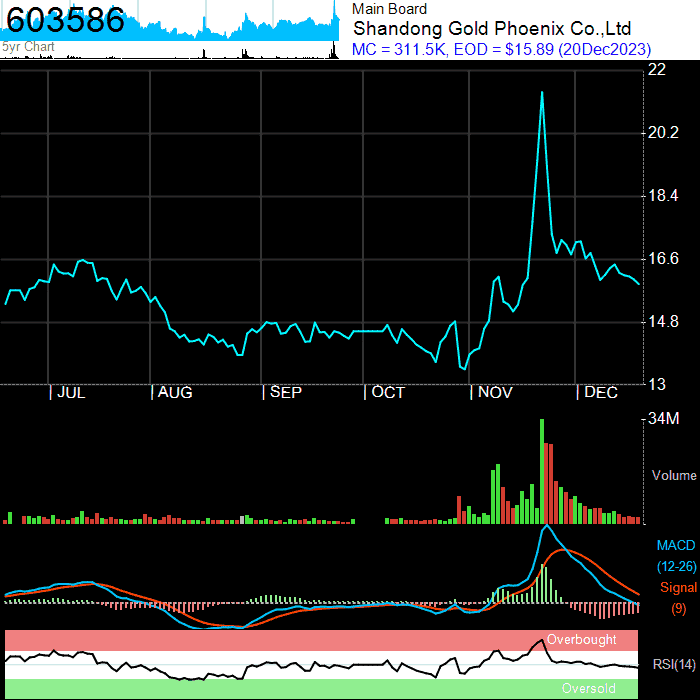 603586
5yr Chart
Main Board
Shandong Gold Phoenix Co.,Ltd
MC = 311.5K, EOD = $15.89 (20Dec2023)
22
20.2
18.4
16.6
14.8
13
JUL AUG SEP OCT NOV DEC
34M
Volume
MACD
(12-26)
Signal
(9)
Overbought
RSI(14)
Oversold